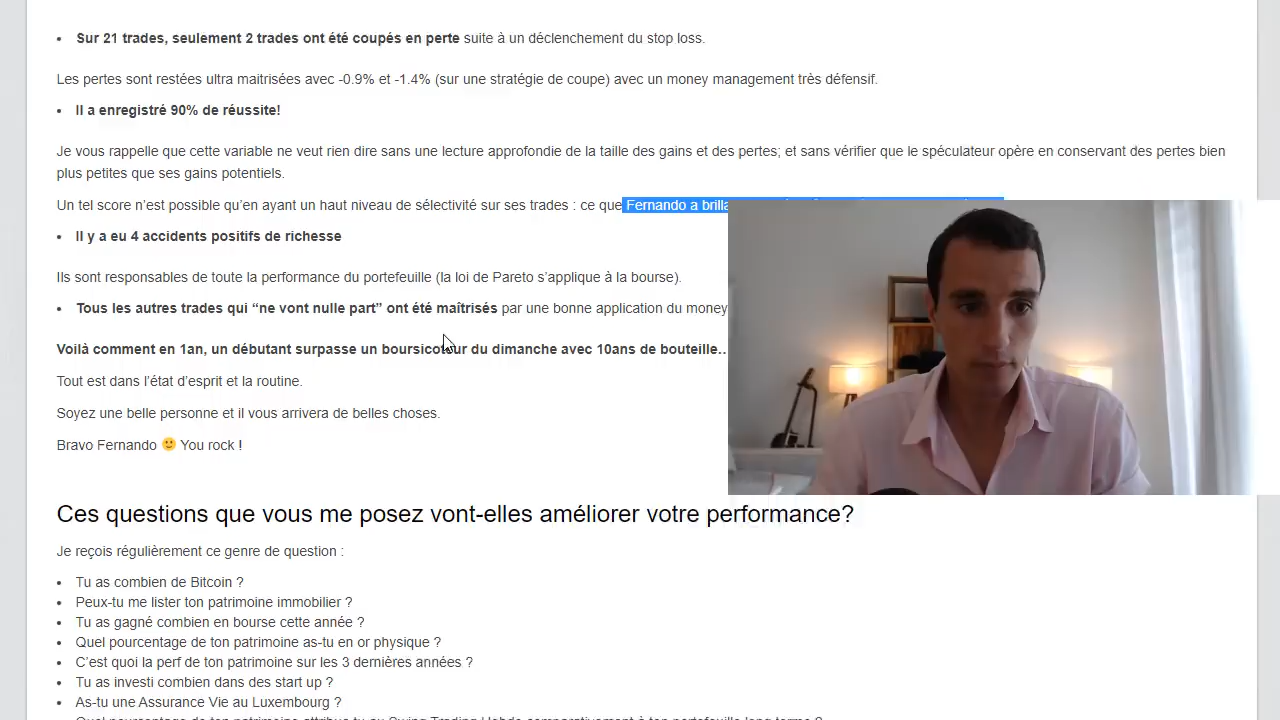 • Sur 21 trades, seulement 2 trades ont été coupés en perte suite à un déclenchement du stop loss.
Les pertes sont restées ultra maitrisées avec -0.9% et -1.4% (sur une stratégie de coupe) avec un money management très défensif.
• Il a enregistré 90% de réussite!
Je vous rappelle que cette variable ne veut rien dire sans une lecture approfondie de la taille des gains et des pertes; et sans vérifier que le spéculateur opère en conservant des pertes bien
plus petites que ses gains potentiels.
Un tel score n’est possible qu’en ayant un haut niveau de sélectivité sur ses trades : ce que Fernando a
• Il y a eu 4 accidents positifs de richesse
Ils sont responsables de toute la performance du portefeuille (la loi de Pareto s’applique à la bourse).
• Tous les autres trades qui “ne vont nulle part” ont été maîtrisés par une bonne application du money
Voilà comment en 1an, un débutant surpasse un boursicoteur du dimanche avec 10ans de bouteille..
Tout est dans l’état d’esprit et la routine.
Soyez une belle personne et il vous arrivera de belles choses.
Bravo Fernando 🙂 You rock !
Ces questions que vous me posez vont-elles améliorer votre performance?
Je reçois régulièrement ce genre de question :
• Tu as combien de Bitcoin ?
• Peux-tu me lister ton patrimoine immobilier ?
• Tu as gagné combien en bourse cette année ?
• Quel pourcentage de ton patrimoine as-tu en or physique ?
• C’est quoi la perf de ton patrimoine sur les 3 dernières années ?
• Tu as investi combien dans des start up ?
• As-tu une Assurance Vie au Luxembourg ?